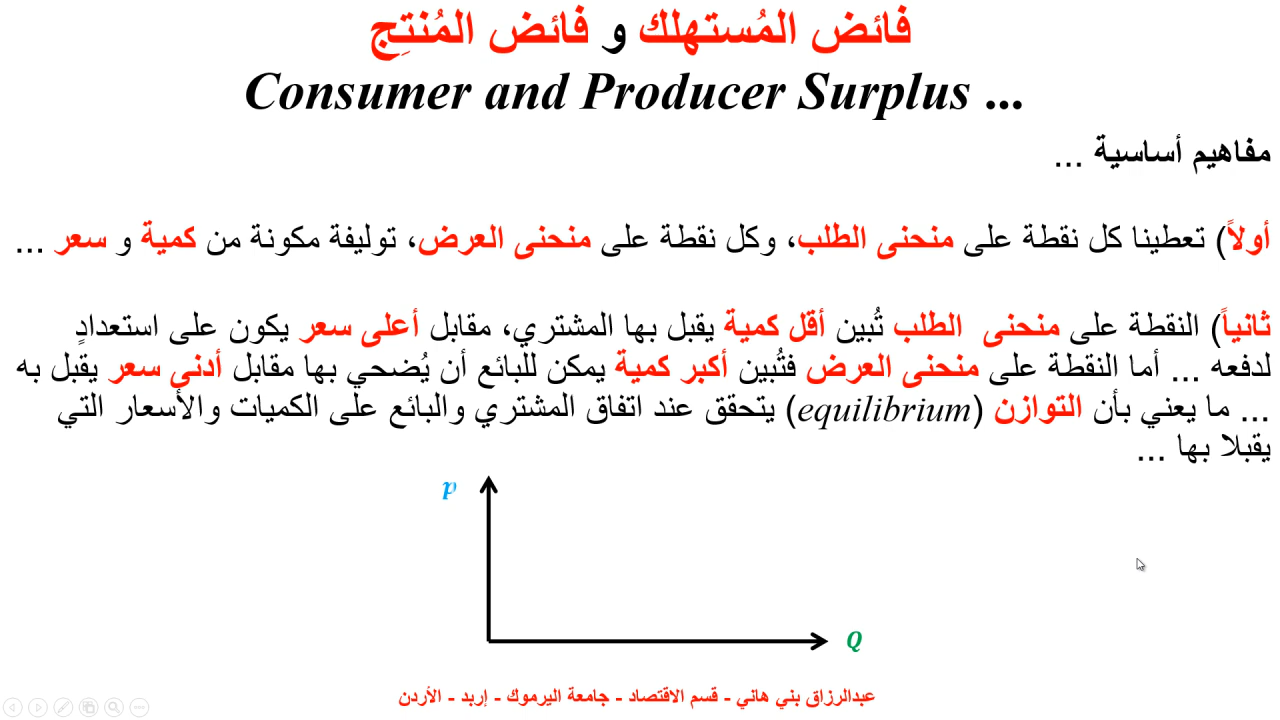 فائض المُستهلك و فائض المُنتِج
Consumer and Producer Surplus ...
مفاهيم أساسية ...
أولاً) تعطينا كل نقطة على منحنى الطلب، وكل نقطة على منحنى العرض، توليفة مكونة من كمية و سعر ...
ثانياً) النقطة على منحنى الطلب تُبين أقل كمية يقبل بها المشتري، مقابل أعلى سعر يكون على استعدادٍ
لدفعه ... أما النقطة على منحنى العرض فتُبين أكبر كمية يمكن للبائع أن يُضحي بها مقابل أدنى سعر يقبل به
... ما يعني بأن التوازن (equilibrium) يتحقق عند اتفاق المشتري والبائع على الكميات والأسعار التي
يقبلا بها ...
P
Q
عبدالرزاق بني هاني - قسم الاقتصاد - جامعة اليرموك - إربد - الأردن